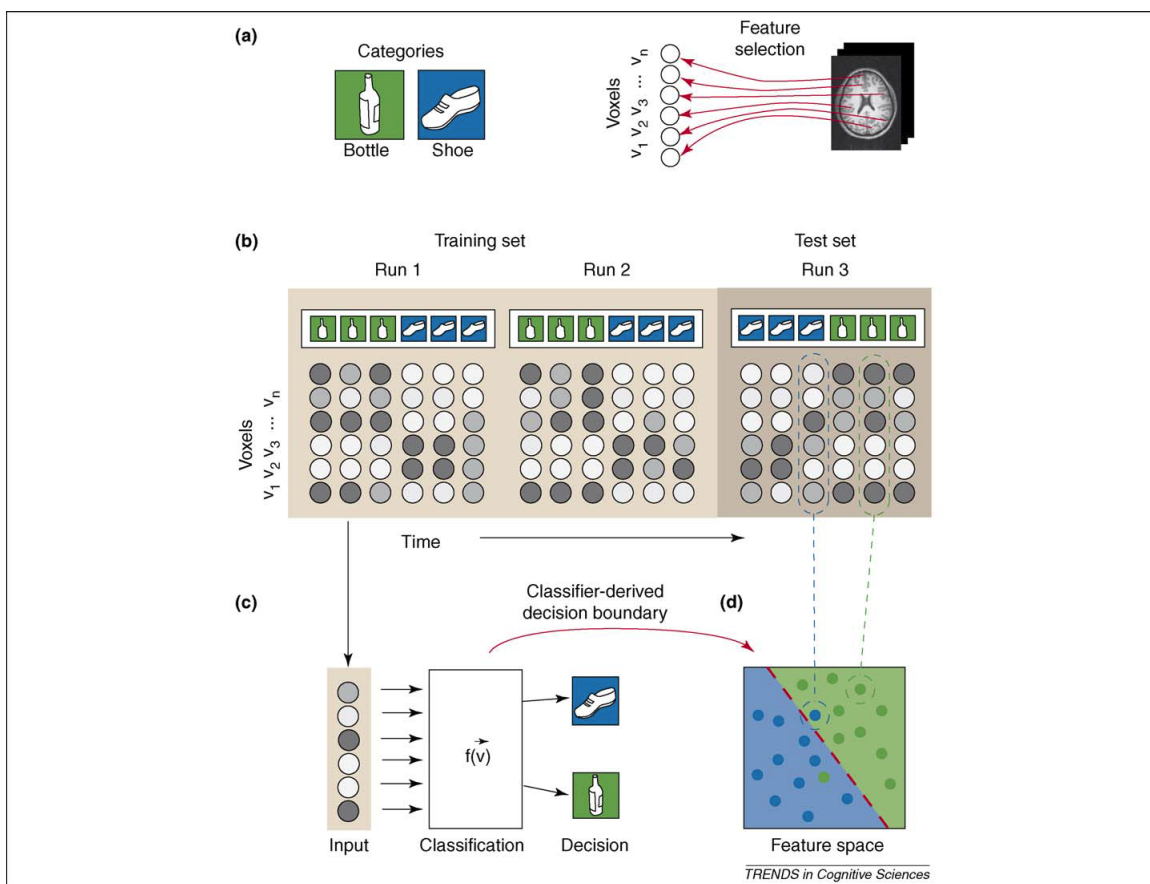 (a)
Categories
Bottle
Shoe
Voxels
v1 v2 v3 ... vn
Feature
selection
(b)
Training set
Test set
Run 1
Run 2
Run 3
Voxels
v1 v2 v3 ... vn
Time
(c)
Classifier-derived
decision boundary
(d)
f(v)
Input
Classification
Decision
Feature space
TRENDS in Cognitive Sciences